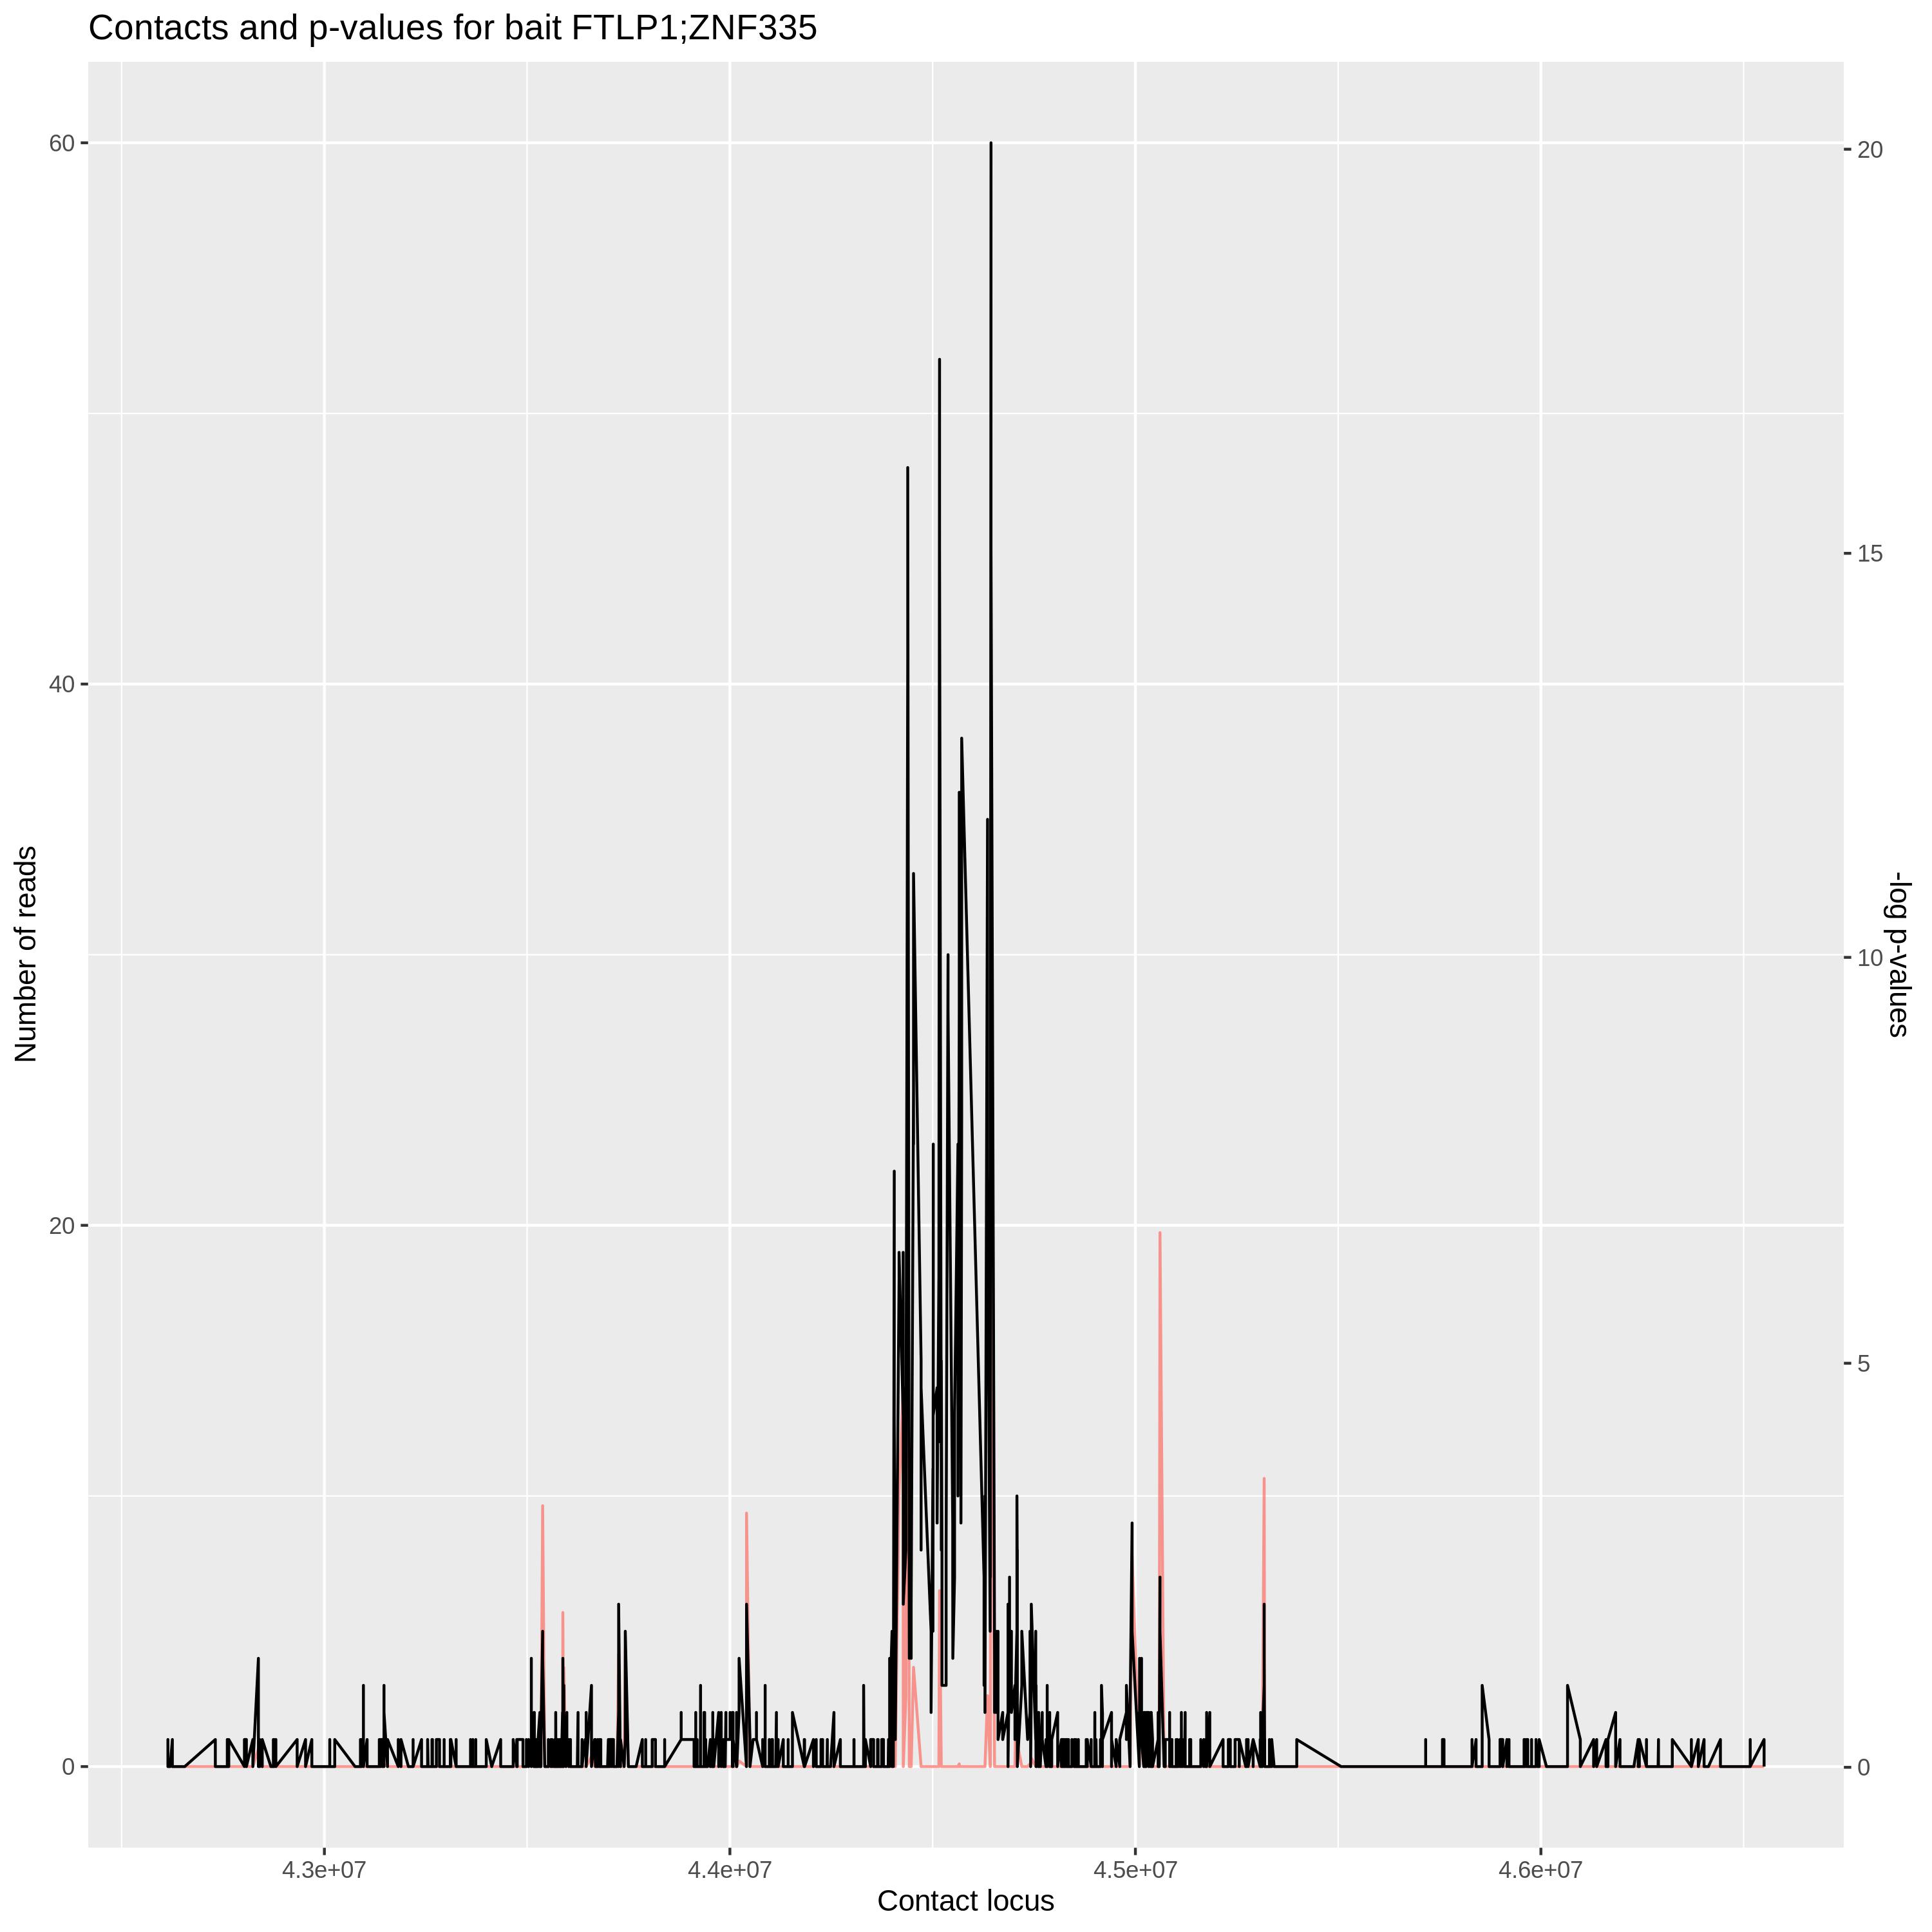 Contacts and p-values for bait FTLP1;ZNF335
60
40
20
0
Number of reads
20
15
10
5
0
-log p-values
4.3e+07
4.4e+07
4.5e+07
4.6e+07
Contact locus